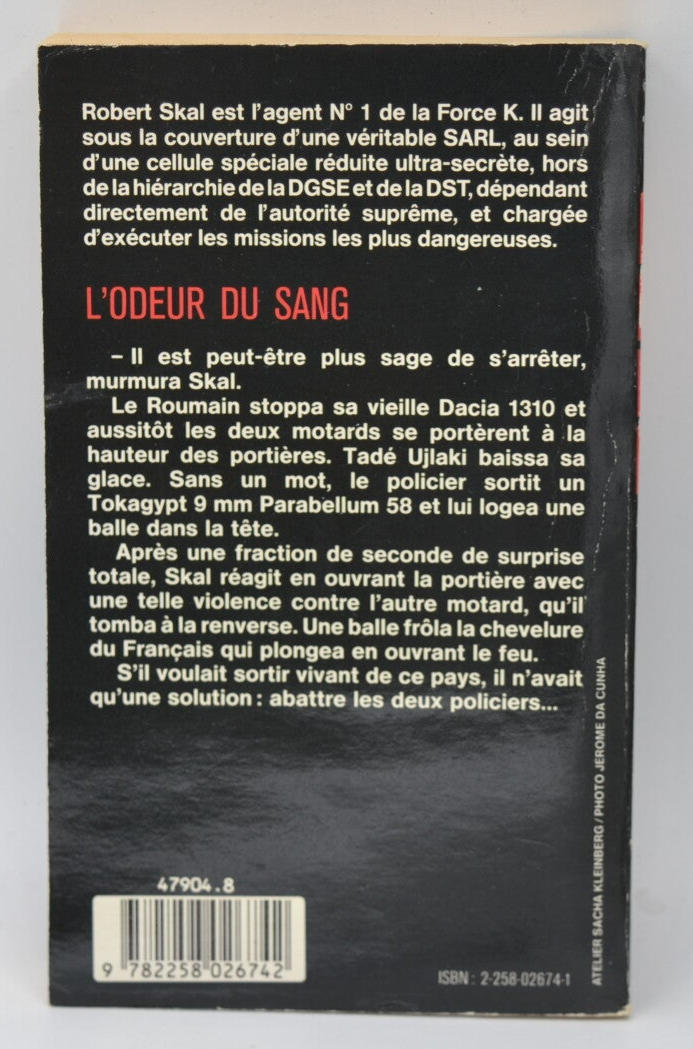 Robert Skal est l'agent N° 1 de la Force K. Il agit
sous la couverture d'une véritable SARL, au sein
d'une cellule spéciale réduite ultra-secrète, hors
de la hiérarchie de la DGSE et de la DST, dépendant
directement de l'autorité suprême, et chargée
d'exécuter les missions les plus dangereuses.
L'ODEUR DU SANG
– Il est peut-être plus sage de s'arrêter,
murmura Skal.
Le Roumain stoppa sa vieille Dacia 1310 et
aussitôt les deux motards se portèrent à la
hauteur des portières. Tadé Ujlaki baissa sa
glace. Sans un mot, le policier sortit un
Tokagypt 9 mm Parabellum 58 et lui logea une
balle dans la tête.
Après une fraction de seconde de surprise
totale, Skal réagit en ouvrant la portière avec
une telle violence contre l'autre motard, qu'il
tomba à la renverse. Une balle frôla la chevelure
du Français qui plongea en ouvrant le feu.
S'il voulait sortir vivant de ce pays, il n'avait
qu'une solution : abattre les deux policiers...
ATELIER SACHA KLEINBERG / PHOTO JEROME DA CUNHA
47904.8
9 782258 026742
ISBN : 2-258-02674-1